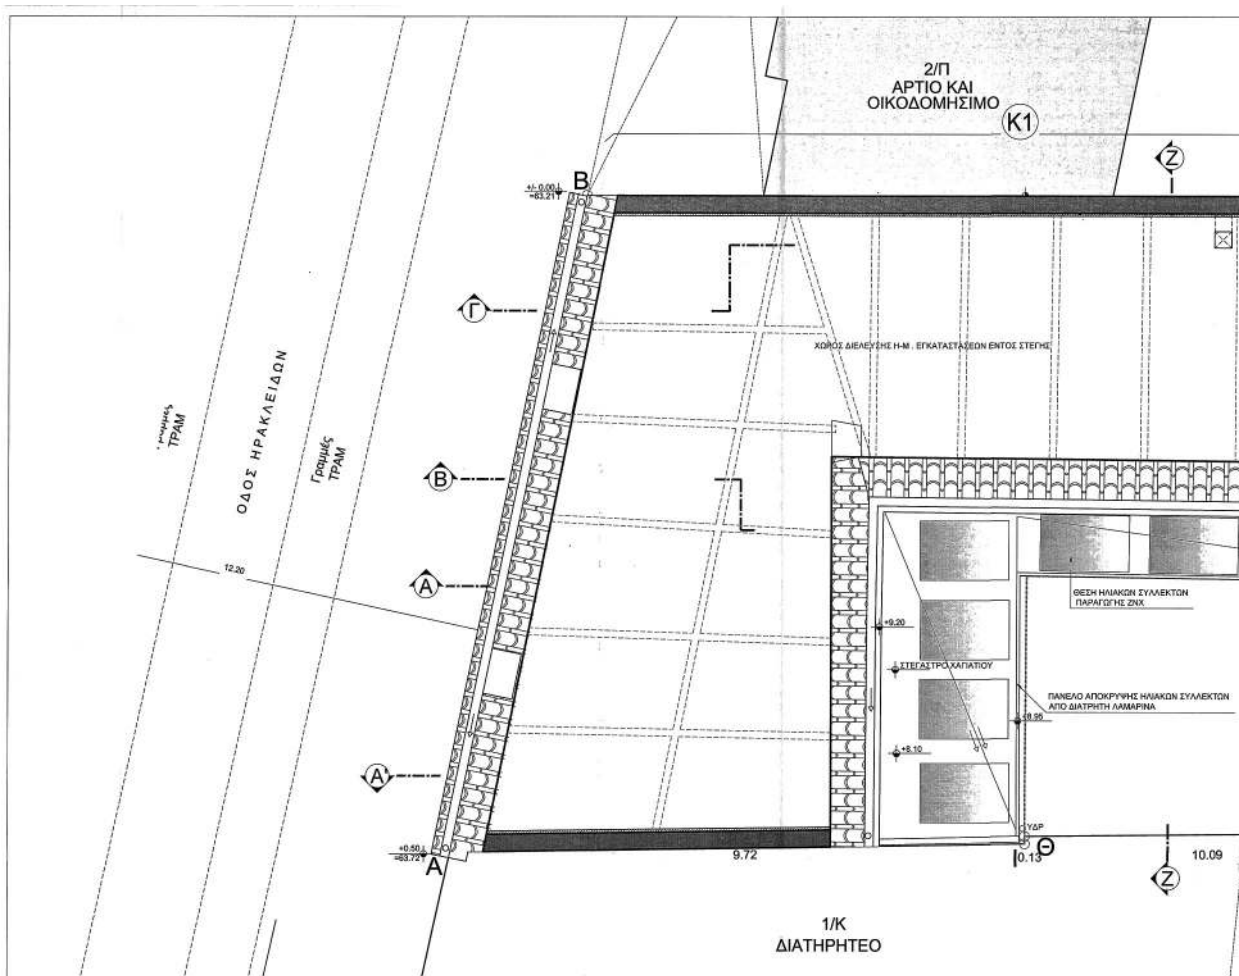 2/Π
ΑΡΤΙΟ ΚΑΙ
ΟΙΚΟΔΟΜΗΣΙΜΟ
Κ1
Ζ
+/- 0.00
=63.21
Β
Γ
ΧΩΡΟΣ ΔΙΕΛΕΥΣΗΣ Η-Μ . ΕΓΚΑΤΑΣΤΑΣΕΩΝ ΕΝΤΟΣ ΣΤΕΓΗΣ
ΟΔΟΣ ΗΡΑΚΛΕΙΔΩΝ
ΤΡΑΜ
Γραμμές
ΤΡΑΜ
Β
12.20
Α
ΘΕΣΗ ΗΛΙΑΚΩΝ ΣΥΛΛΕΚΤΩΝ
ΠΑΡΑΓΩΓΗΣ ΖΝΧ
+9.20
ΣΤΕΓΑΣΤΡΟ ΧΑΓΙΑΤΙΟΥ
ΠΑΝΕΛΟ ΑΠΟΚΡΥΨΗΣ ΗΛΙΑΚΩΝ ΣΥΛΛΕΚΤΩΝ
ΑΠΟ ΔΙΑΤΡΗΤΗ ΛΑΜΑΡΙΝΑ
+8.95
+8.10
Α'
ΥΔΡ
+0.50
=63.72
Α
9.72
0.13
Θ
10.09
Ζ
1/Κ
ΔΙΑΤΗΡΗΤΕΟ